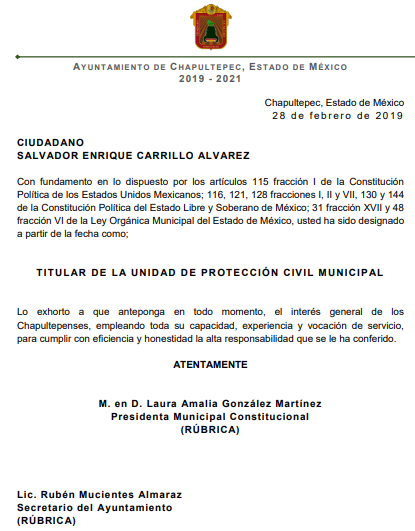 AYUNTAMIENTO DE CHAPULTEPEC, ESTADO DE MÉXICO
2019 - 2021
Chapultepec, Estado de México
28 de febrero de 2019
CIUDADANO
SALVADOR ENRIQUE CARRILLO ALVAREZ
Con fundamento en lo dispuesto por los artículos 115 fracción I de la Constitución
Política de los Estados Unidos Mexicanos; 116, 121, 128 fracciones I, II y VII, 130 y 144
de la Constitución Política del Estado Libre y Soberano de México; 31 fracción XVII y 48
fracción VI de la Ley Orgánica Municipal del Estado de México, usted ha sido designado
a partir de la fecha como;
TITULAR DE LA UNIDAD DE PROTECCIÓN CIVIL MUNICIPAL
Lo exhorto a que anteponga en todo momento, el interés general de los
Chapultepenses, empleando toda su capacidad, experiencia y vocación de servicio,
para cumplir con eficiencia y honestidad la alta responsabilidad que se le ha conferido.
ATENTAMENTE
M. en D. Laura Amalia González Martínez
Presidenta Municipal Constitucional
(RÚBRICA)
Lic. Rubén Mucientes Almaraz
Secretario del Ayuntamiento
(RÚBRICA)